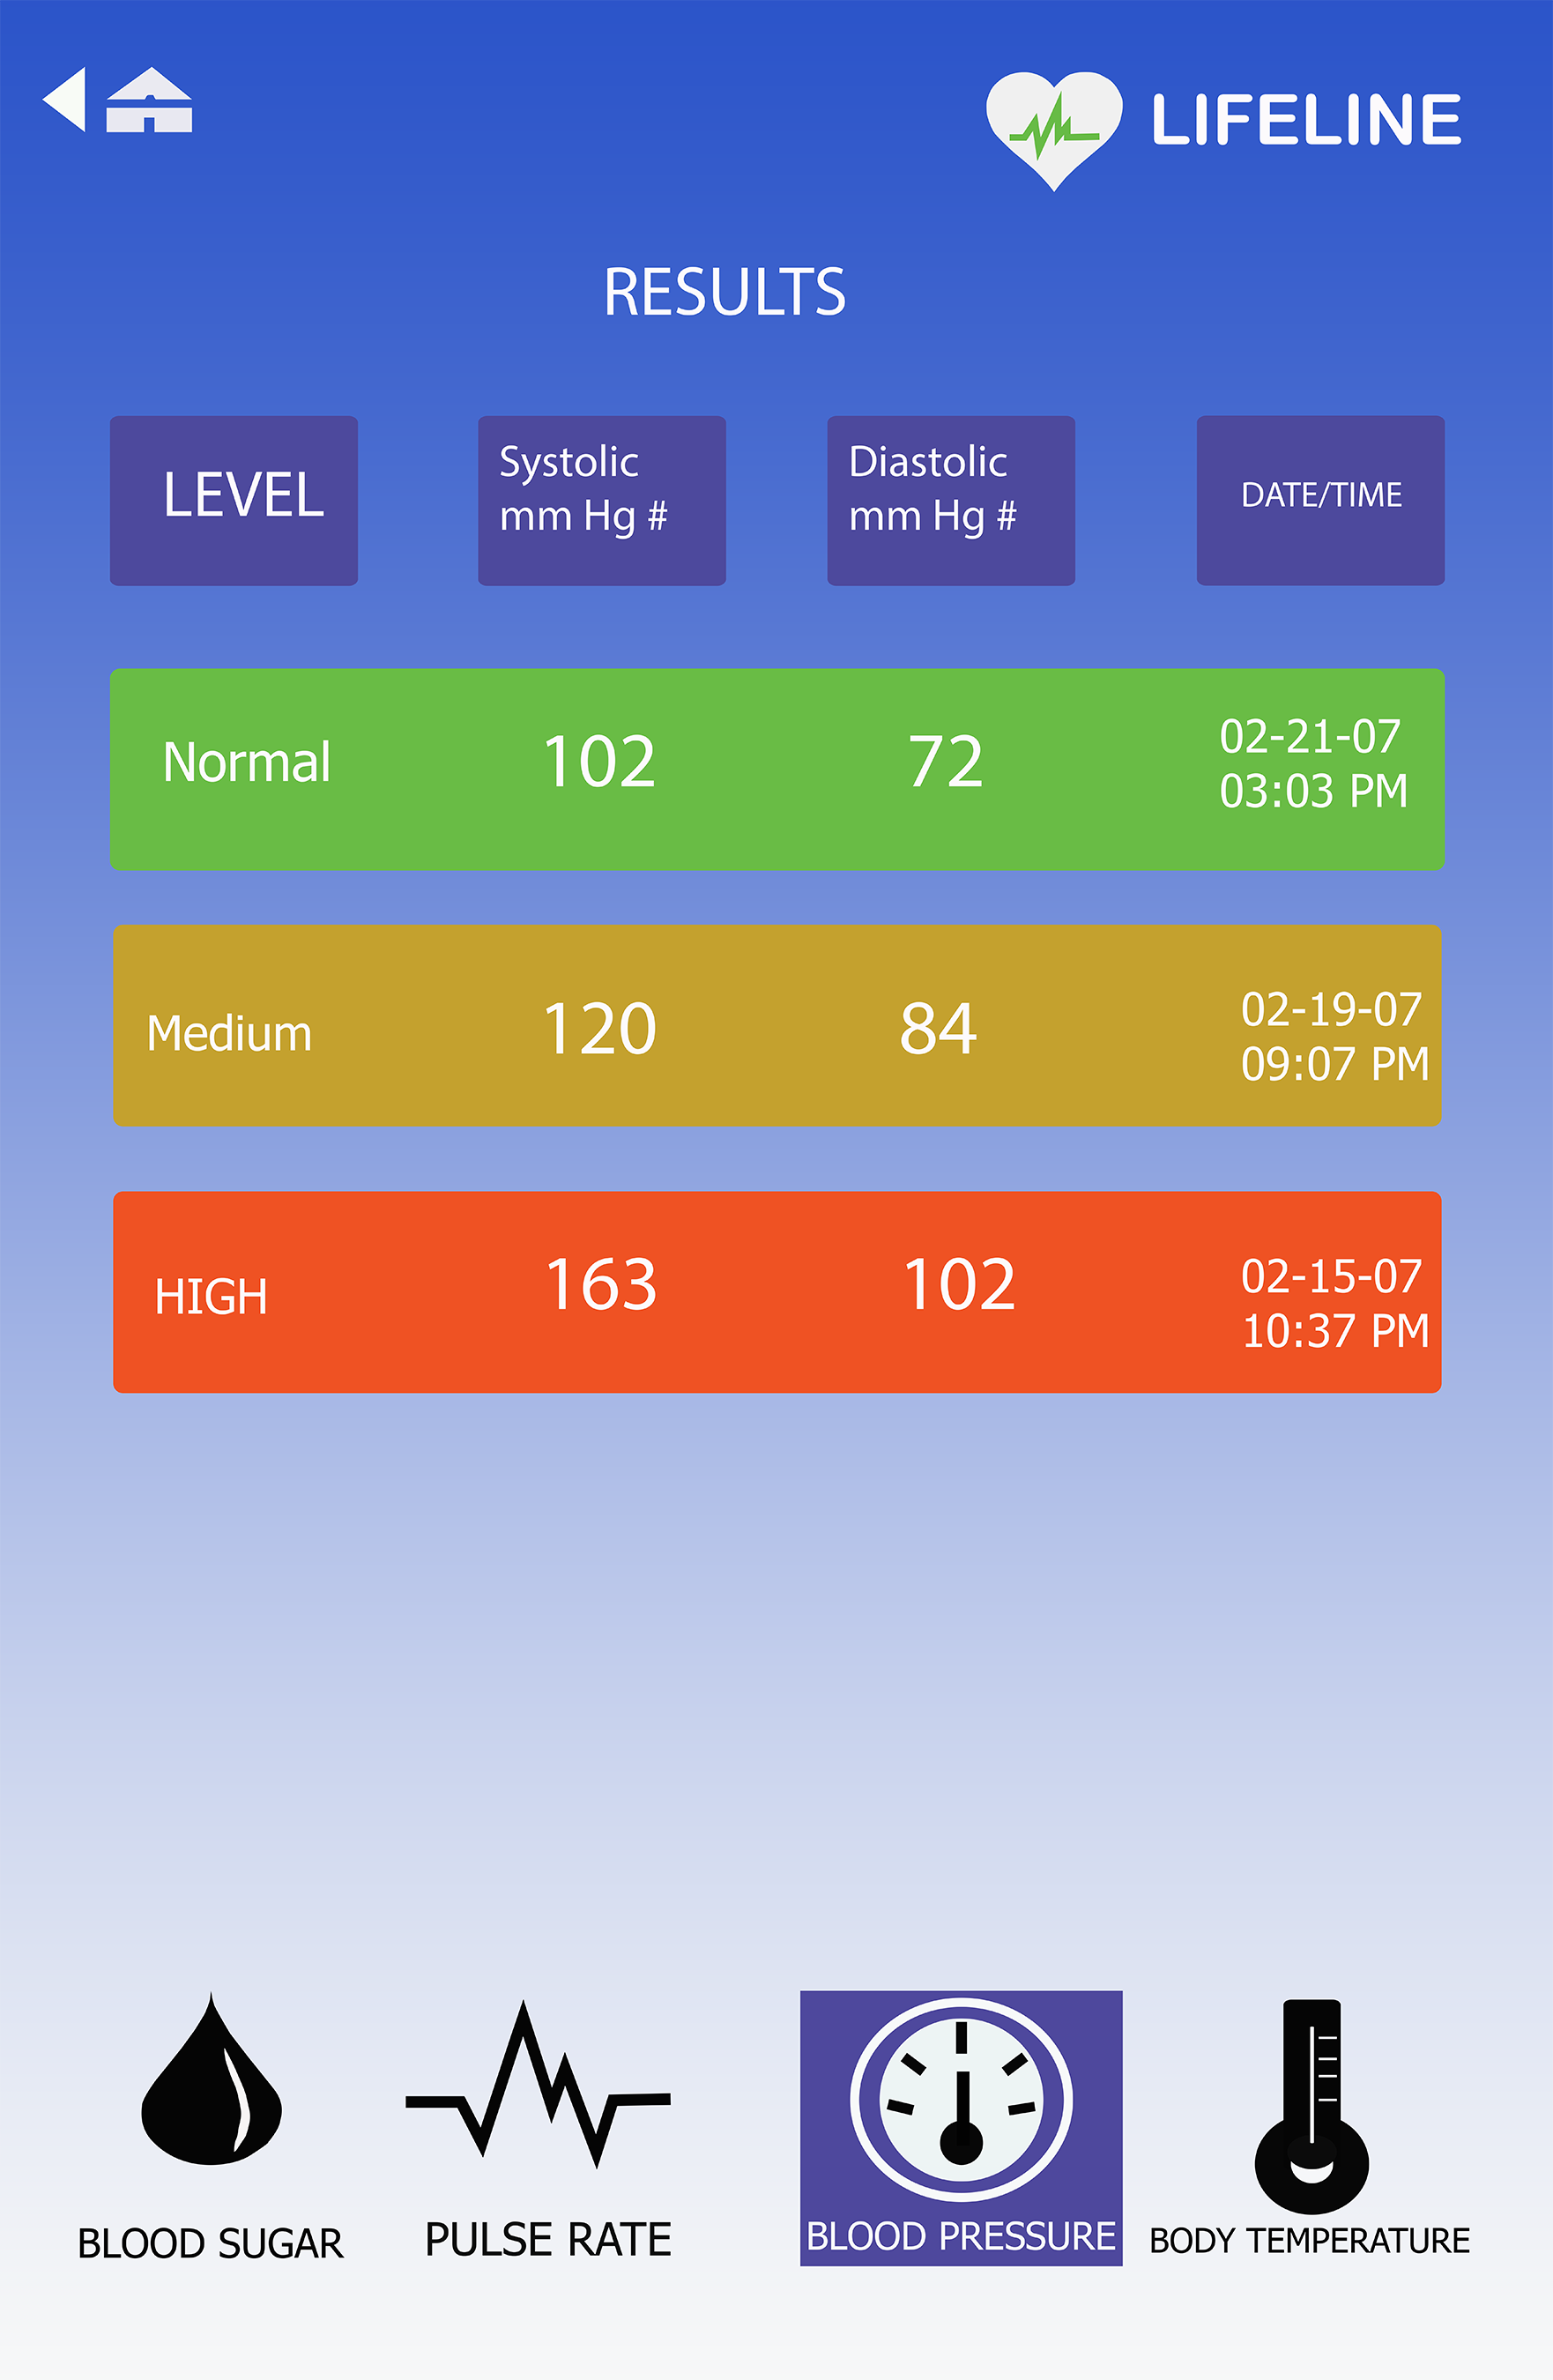 LIFELINE
RESULTS
LEVEL
Systolic
mm Hg #
Diastolic
mm Hg #
DATE/TIME
Normal
102
72
02-21-07
03:03 PM
Medium
120
84
02-19-07
09:07 PM
HIGH
163
102
02-15-07
10:37 PM
BLOOD SUGAR
PULSE RATE
BLOOD PRESSURE
BODY TEMPERATURE